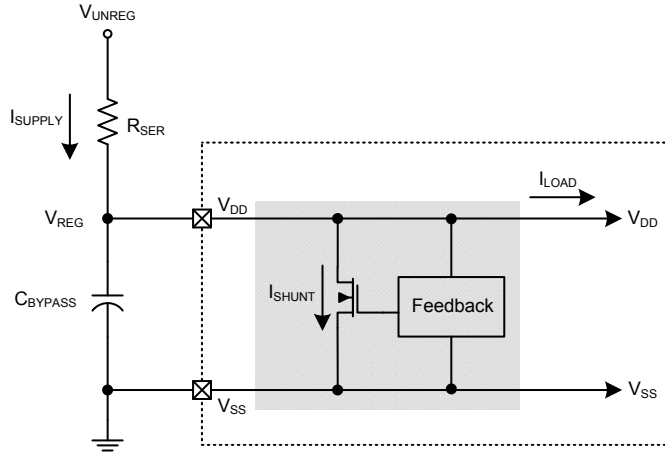 VUNREG
ISUPPLY
RSER
ILOAD
VREG
VDD
VDD
ISHUNT
CBYPASS
Feedback
VSS
VSS